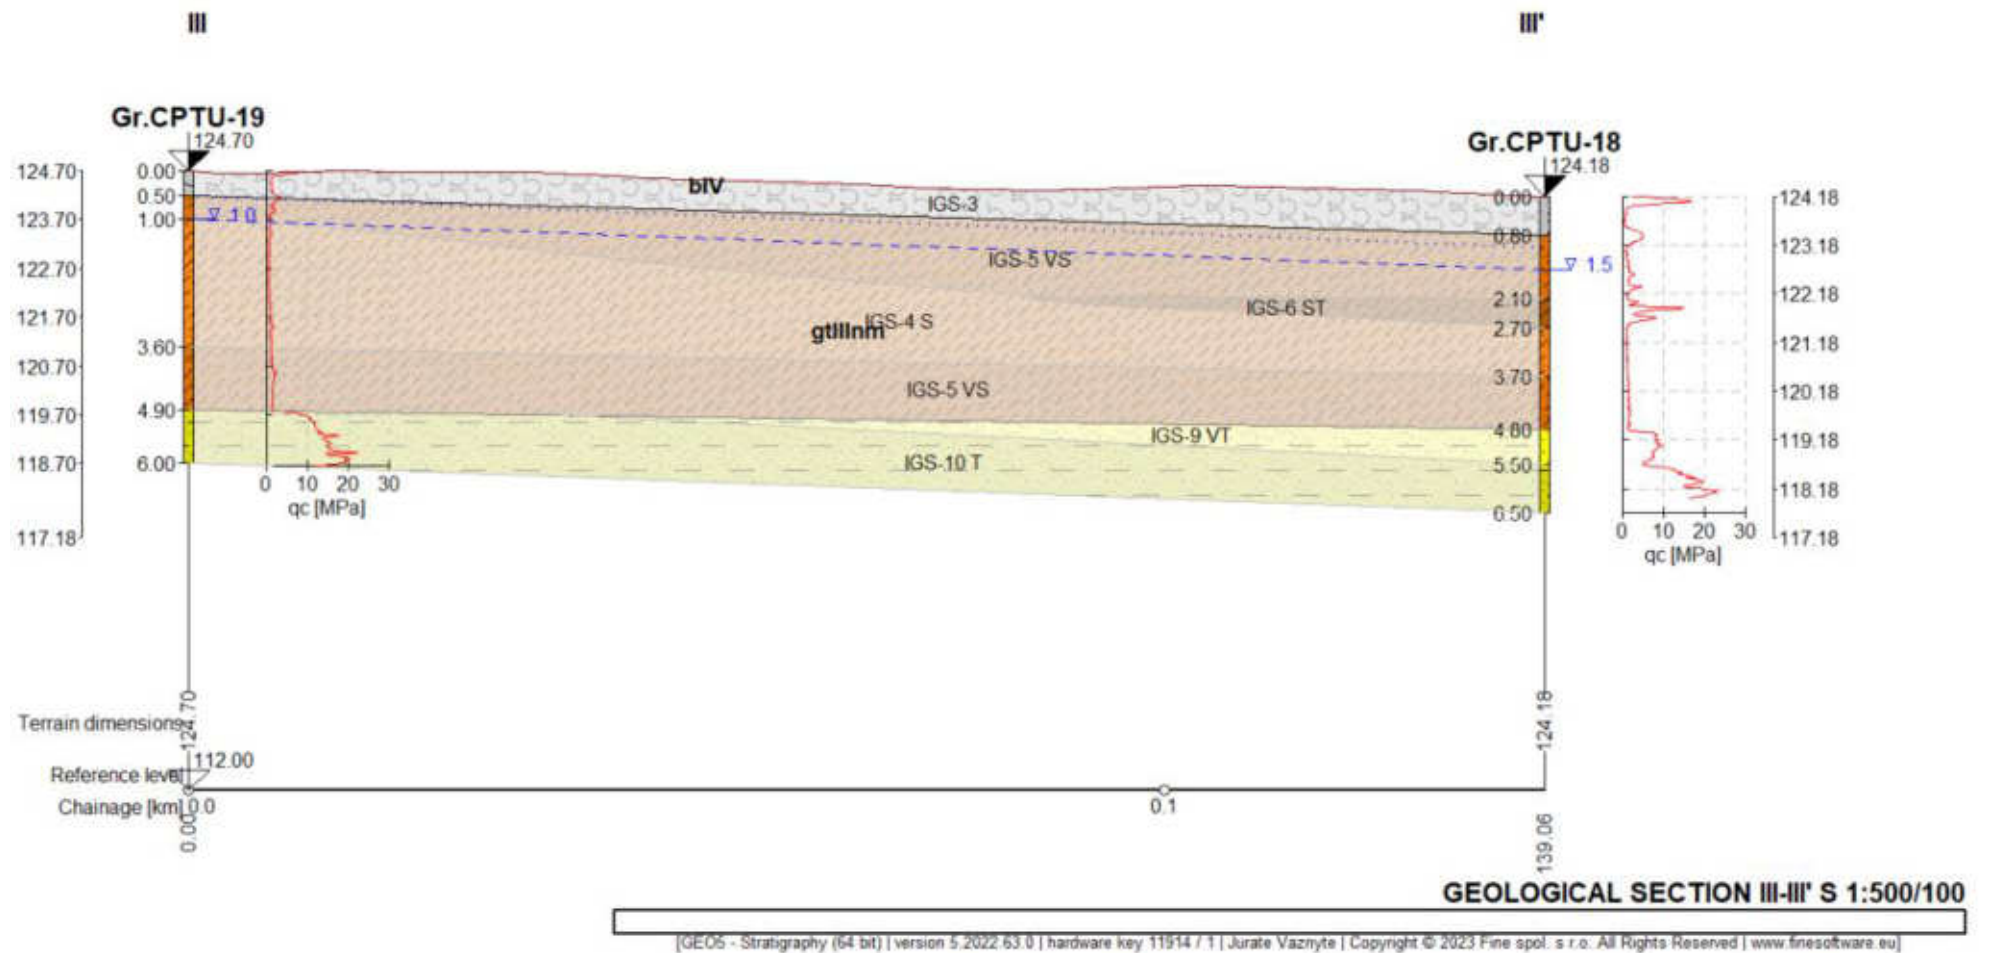 III III'
Gr.CPTU-19
124.70
Gr.CPTU-18
124.18
124.70
123.70
122.70
121.70
120.70
119.70
118.70
117.18
0.00
0.50
1.00
3.60
4.90
6.00
1.0
bIV
IGS-3
IGS-5 VS
IGS-6 ST
IGS-4 S
gtIIInm
IGS-5 VS
IGS-9 VT
IGS-10 T
0 10 20 30
qc [MPa]
0.00
0.80
2.10
2.70
3.70
4.80
5.50
6.50
1.5
124.18
123.18
122.18
121.18
120.18
119.18
118.18
117.18
0 10 20 30
qc [MPa]
Terrain dimensions
124.70
124.18
Reference level
112.00
Chainage [km]
0.0
0.1
0.00
139.06
GEOLOGICAL SECTION III-III' S 1:500/100
[GEO5 - Stratigraphy (64 bit) | version 5.2022.63.0 | hardware key 11914 / 1 | Jurate Vaznyte | Copyright © 2023 Fine spol. s r.o. All Rights Reserved | www.finesoftware.eu]